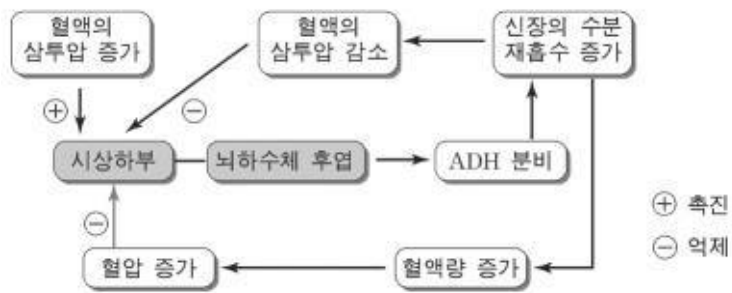 혈액의
삼투압 증가
혈액의
삼투압 감소
신장의 수분
재흡수 증가
⊕
⊖
시상하부
뇌하수체 후엽
ADH 분비
⊖
혈압 증가
혈액량 증가
⊕ 촉진
⊖ 억제